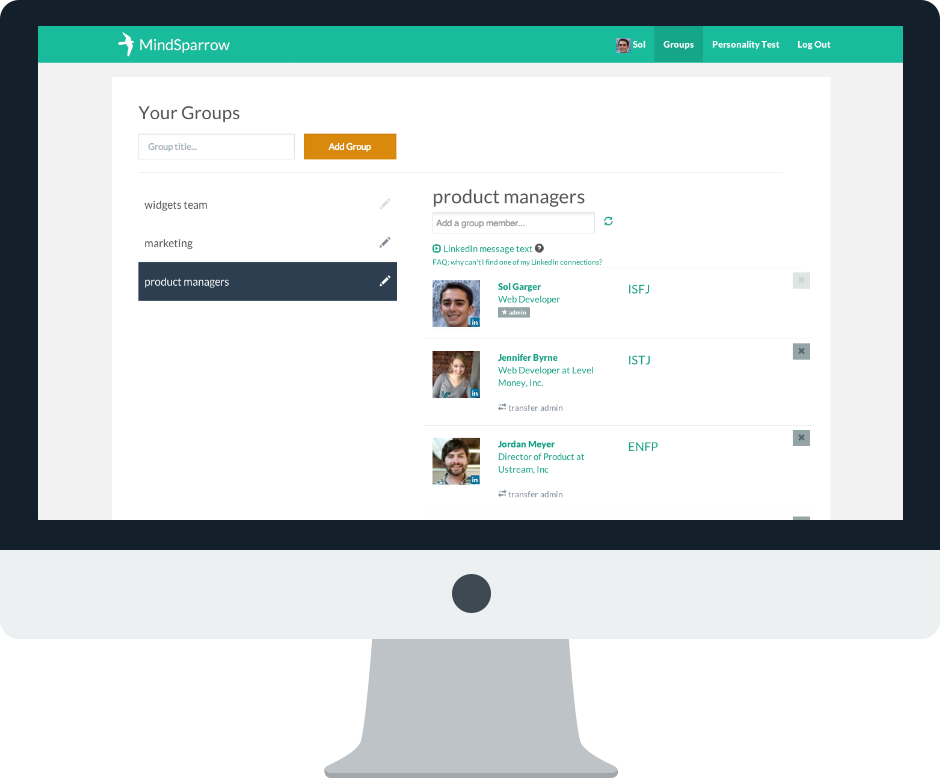 MindSparrow
Sol Groups Personality Test Log Out
Your Groups
Group title...
Add Group
widgets team
marketing
product managers
product managers
Add a group member...
LinkedIn message text
FAQ: why can't I find one of my LinkedIn connections?
Sol Garger
Web Developer
admin
ISFJ
in
Jennifer Byrne
Web Developer at Level
Money, Inc.
transfer admin
ISTJ
in
Jordan Meyer
Director of Product at
Ustream, Inc
transfer admin
ENFP
in